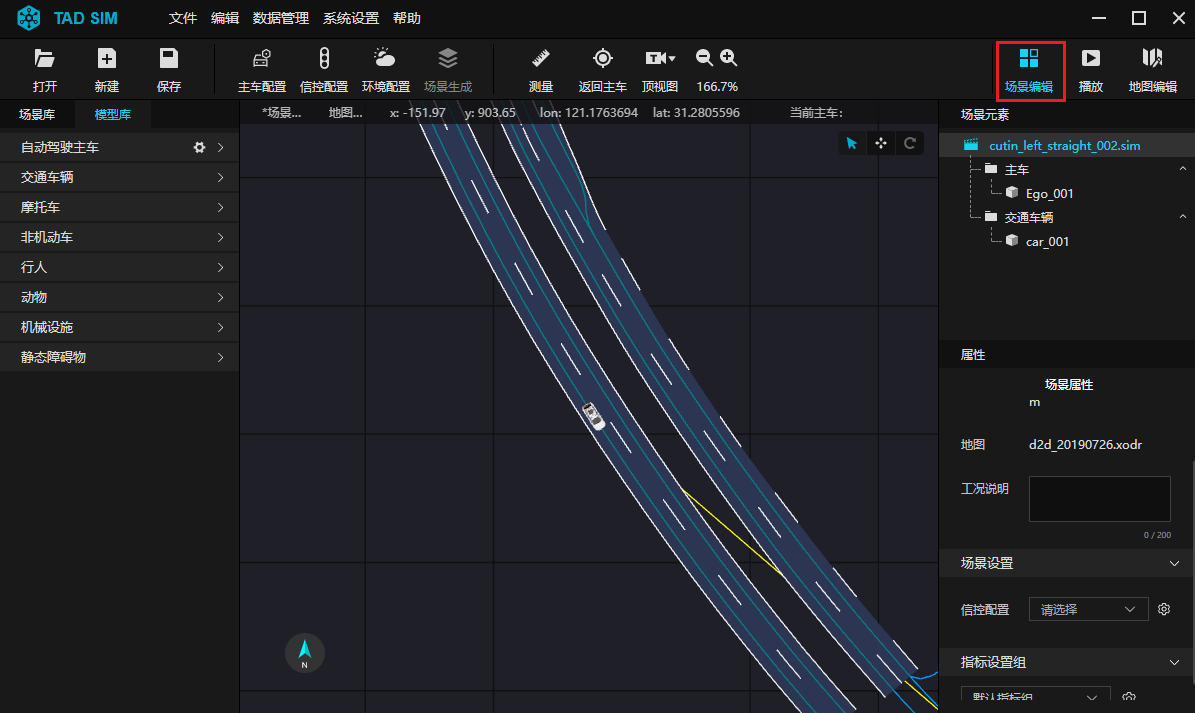 TAD SIM 文件 编辑 数据管理 系统设置 帮助
打开 新建 保存 主车配置 信控配置 环境配置 场景生成 测量 返回主车 顶视图 166.7% 场景编辑 播放 地图编辑
场景库 模型库
*场景... 地图... x: -151.97 y: 903.65 lon: 121.1763694 lat: 31.2805596 当前主车:
自动驾驶主车
交通车辆
摩托车
非机动车
行人
动物
机械设施
静态障碍物
N
场景元素
cutin_left_straight_002.sim
主车
Ego_001
交通车辆
car_001
属性
场景属性
m
地图 d2d_20190726.xodr
工况说明
0 / 200
场景设置
信控配置 请选择
指标设置组
默认指标组